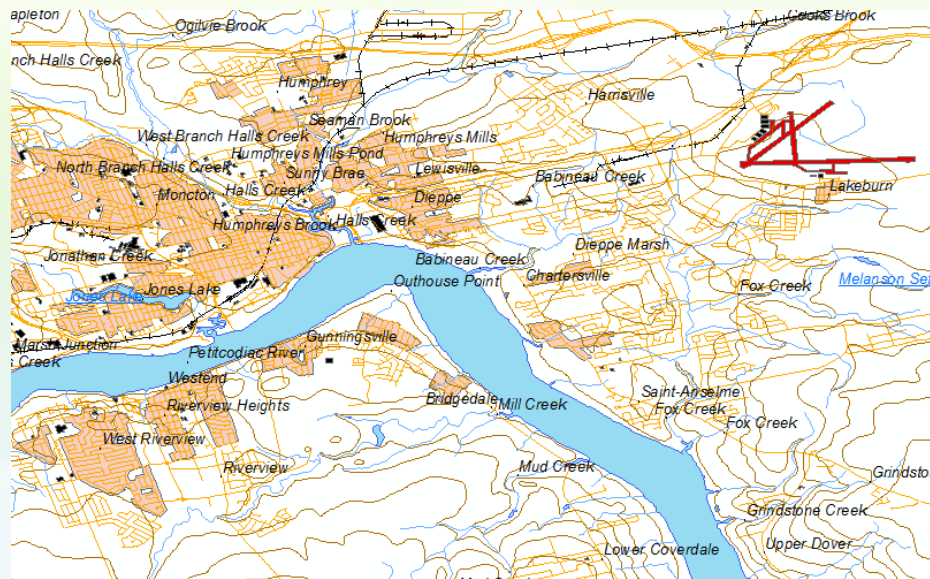 apleton
Ogilvie Brook
Cooks Brook
nch Halls Creek
Humphrey
Harrisville
Seaman Brook
West Branch Halls Creek
Humphreys Mills
Humphreys Mills Pond
North Branch Halls Creek
Sunny Brae
Lewisville
Babineau Creek
Lakeburn
Moncton
Halls Creek
Dieppe
Humphreys Brook
Halls Creek
Dieppe Marsh
Jonathan Creek
Babineau Creek
Chartersville
Outhouse Point
Fox Creek
Melanson Set
Jones Lake
Jones Lake
Gunningsville
Marsh Junction
Creek
Petitcodiac River
Westend
Saint-Anselme
Bridgedale
Mill Creek
Riverview Heights
Fox Creek
Fox Creek
West Riverview
Riverview
Mud Creek
Grindsto
Grindstone Creek
Lower Coverdale
Upper Dover